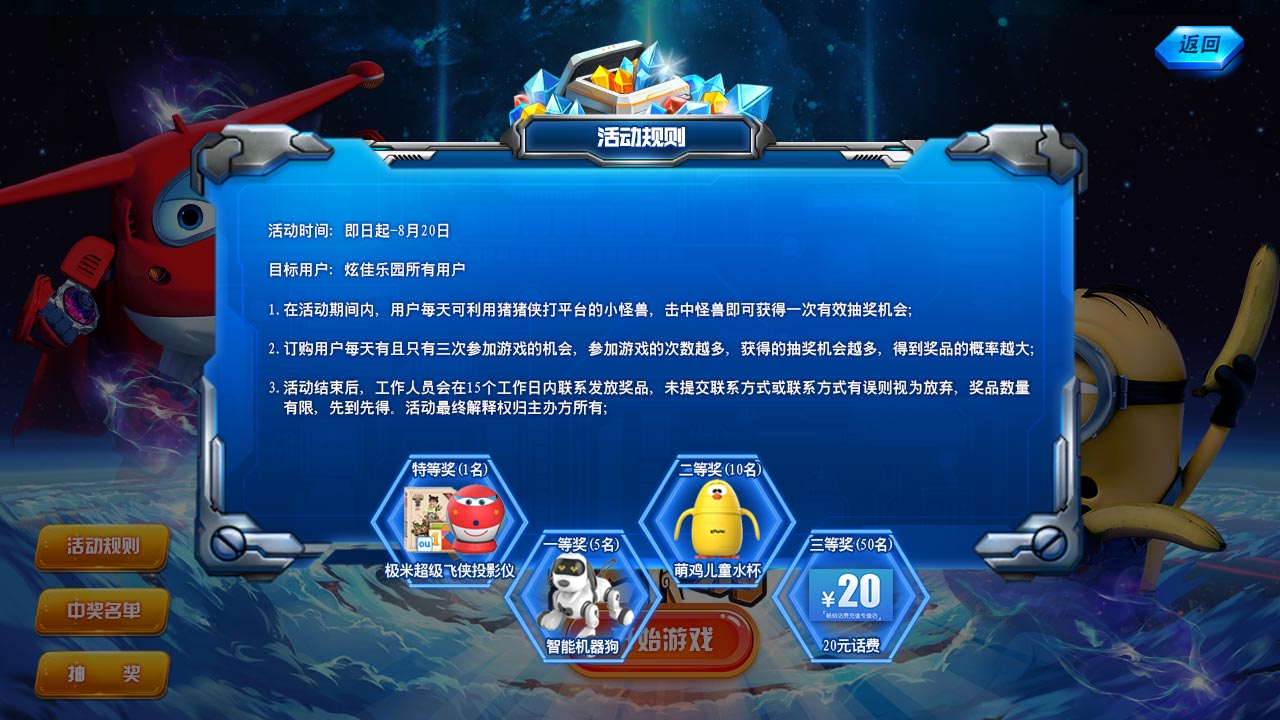 返回
活动规则
活动时间: 即日起-8月20日
目标用户: 炫佳乐园所有用户
1. 在活动期间内, 用户每天可利用猪猪侠打平台的小怪兽, 击中怪兽即可获得一次有效抽奖机会;
2. 订购用户每天有且只有三次参加游戏的机会, 参加游戏的次数越多, 获得的抽奖机会越多, 得到奖品的概率越大;
3. 活动结束后, 工作人员会在15个工作日内联系发放奖品, 未提交联系方式或联系方式有误则视为放弃, 奖品数量
有限, 先到先得。活动最终解释权归主办方所有;
特等奖(1名)
极米超级飞侠投影仪
一等奖(5名)
智能机器狗
二等奖(10名)
萌鸡儿童水杯
三等奖(50名)
¥20
20元话费
活动规则
中奖名单
抽 奖
始游戏